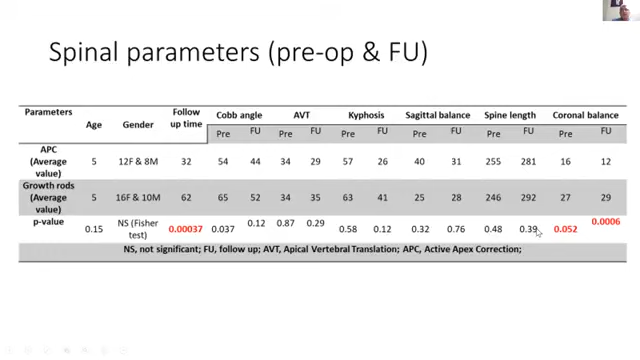 Spinal parameters (pre-op & FU)
Parameters Age Gender Follow up time Cobb angle AVT Kyphosis Sagittal balance Spine length Coronal balance
Pre FU Pre FU Pre FU Pre FU Pre FU Pre FU
APC (Average value) 5 12F & 8M 32 54 44 34 29 57 26 40 31 255 281 16 12
Growth rods (Average value) 5 16F & 10M 62 65 52 34 35 63 41 25 28 246 292 27 29
p-value 0.15 NS (Fisher test) 0.00037 0.037 0.12 0.87 0.29 0.58 0.12 0.32 0.76 0.48 0.39 0.052 0.0006
NS, not significant; FU, follow up; AVT, Apical Vertebral Translation; APC, Active Apex Correction;